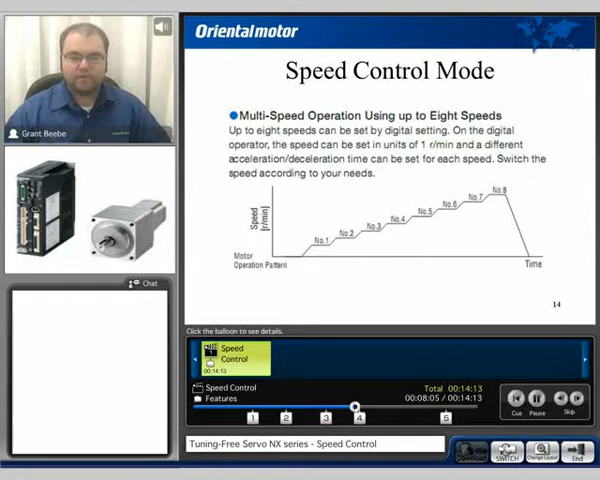 Orientalmotor
Speed Control Mode
Multi-Speed Operation Using up to Eight Speeds
Up to eight speeds can be set by digital setting. On the digital
operator, the speed can be set in units of 1 r/min and a different
acceleration/deceleration time can be set for each speed. Switch the
speed according to your needs.
Speed
[r/min]
No.1
No.2
No.3
No.4
No.5
No.6
No.7
No.8
Motor
Operation Pattern
Time
14
Grant Beebe
Chat
Click the balloon to see details.
Speed
Control
00:14:13
Speed Control
Total 00:14:13
Features
00:08:05 / 00:14:13
1
2
3
4
5
Cue
Pause
Skip
Tuning-Free Servo NX series - Speed Control
Download
SWITCH
Change Layout
End